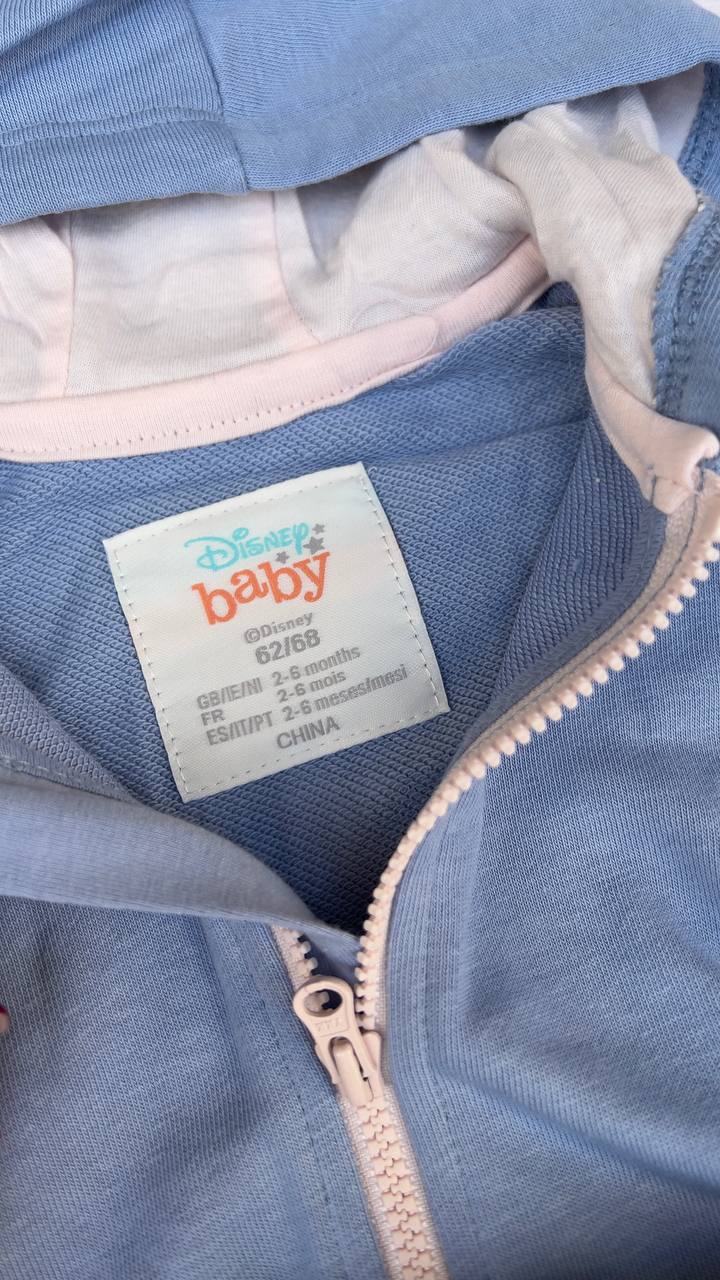 Disney
baby
©Disney
62/68
GB/IE/NI 2-6 months
FR 2-6 mois
ES/IT/PT 2-6 meses/mesi
CHINA